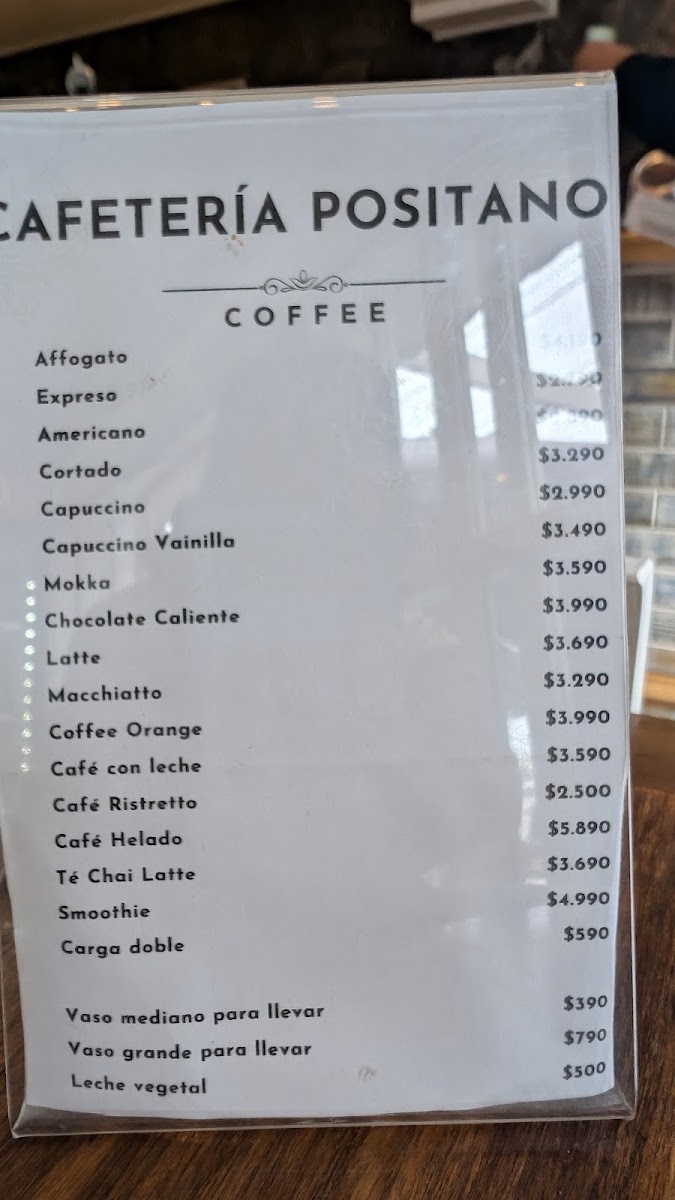 CAFETERÍA POSITANO
COFFEE
Affogato
Expreso
Americano
Cortado $3.290
Capuccino $2.990
Capuccino Vainilla $3.490
Mokka $3.590
Chocolate Caliente $3.990
Latte $3.690
Macchiatto $3.290
Coffee Orange $3.990
Café con leche $3.590
Café Ristretto $2.500
Café Helado $5.890
Té Chai Latte $3.690
Smoothie $4.990
Carga doble $590
Vaso mediano para llevar $390
Vaso grande para llevar $790
Leche vegetal $500